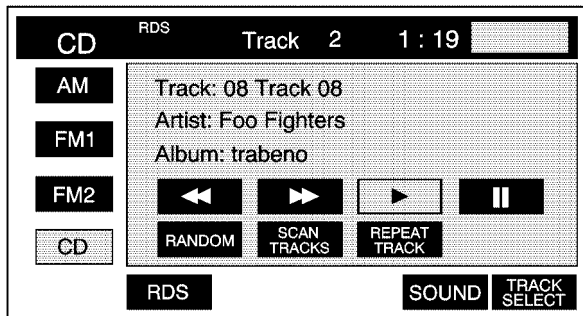 CD RDS Track 2 1 : 19
AM
Track: 08 Track 08
Artist: Foo Fighters
FM1
Album: trabeno
FM2
CD
RANDOM
SCAN
TRACKS
REPEAT
TRACK
RDS
SOUND
TRACK
SELECT